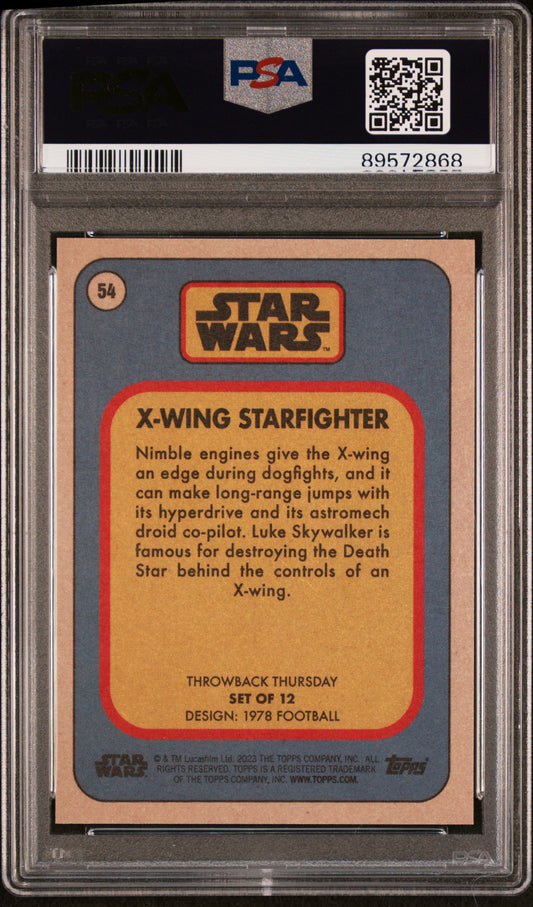 PSA
PSA
89572868
54
STAR
WARS™
X-WING STARFIGHTER
Nimble engines give the X-wing
an edge during dogfights, and it
can make long-range jumps with
its hyperdrive and its astromech
droid co-pilot. Luke Skywalker is
famous for destroying the Death
Star behind the controls of an
X-wing.
THROWBACK THURSDAY
SET OF 12
DESIGN: 1978 FOOTBALL
STAR
WARS
© & TM Lucasfilm Ltd. 2023 THE TOPPS COMPANY, INC. ALL
RIGHTS RESERVED. TOPPS IS A REGISTERED TRADEMARK
OF THE TOPPS COMPANY, INC. WWW.TOPPS.COM.
topps
PSA